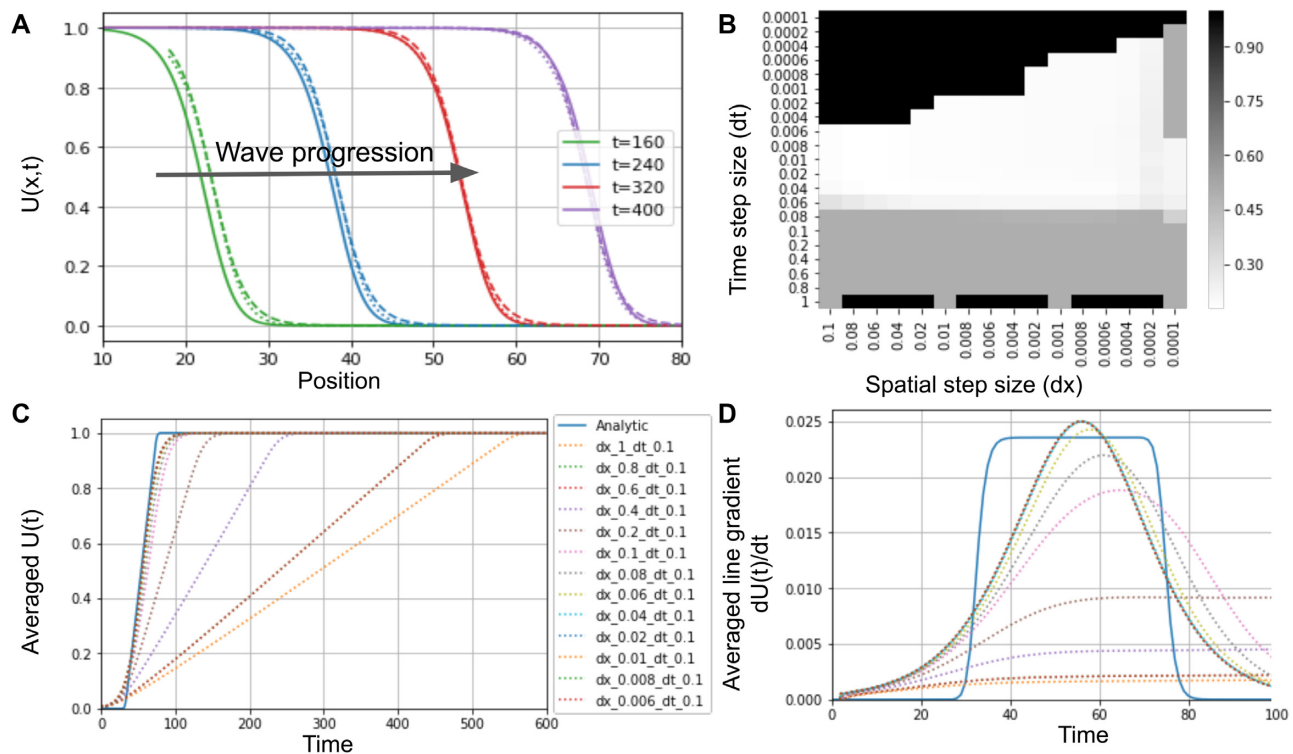 A
1.0
0.8
0.6
0.4
0.2
0.0
U(x,t)
Wave progression
t=160
t=240
t=320
t=400
10 20 30 40 50 60 70 80
Position
B
Time step size (dt)
0.0001
0.0002
0.0006
0.0008
0.001
0.002
0.004
0.006
0.008
0.01
0.02
0.04
0.06
0.08
0.1
0.2
0.6
0.8
1
0.1 0.08 0.06 0.04 0.02 0.01 0.008 0.006 0.004 0.002 0.001 0.0008 0.0006 0.0004 0.0002 0.0001
Spatial step size (dx)
0.90
0.75
0.60
0.45
0.30
C
Averaged U(t)
1.0
0.8
0.6
0.4
0.2
0.0
0 100 200 300 400 500 600
Time
Analytic
dx_1_dt_0.1
dx_0.8_dt_0.1
dx_0.6_dt_0.1
dx_0.4_dt_0.1
dx_0.2_dt_0.1
dx_0.1_dt_0.1
dx_0.08_dt_0.1
dx_0.06_dt_0.1
dx_0.04_dt_0.1
dx_0.02_dt_0.1
dx_0.01_dt_0.1
dx_0.008_dt_0.1
dx_0.006_dt_0.1
D
Averaged line gradient
dU(t)/dt
0.025
0.020
0.015
0.010
0.005
0.000
0 20 40 60 80 100
Time